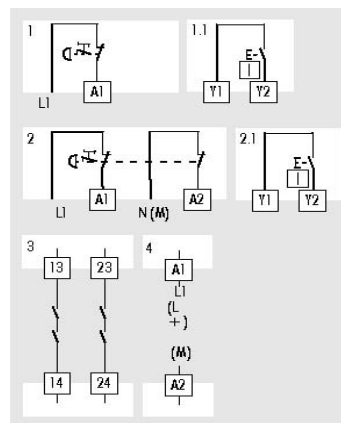 1
L1
A1
1.1
E-
Y1
Y2
2
L1
A1
N (M)
A2
2.1
E-
Y1
Y2
3
13
23
14
24
4
A1
L1
(L
+)
(M)
A2